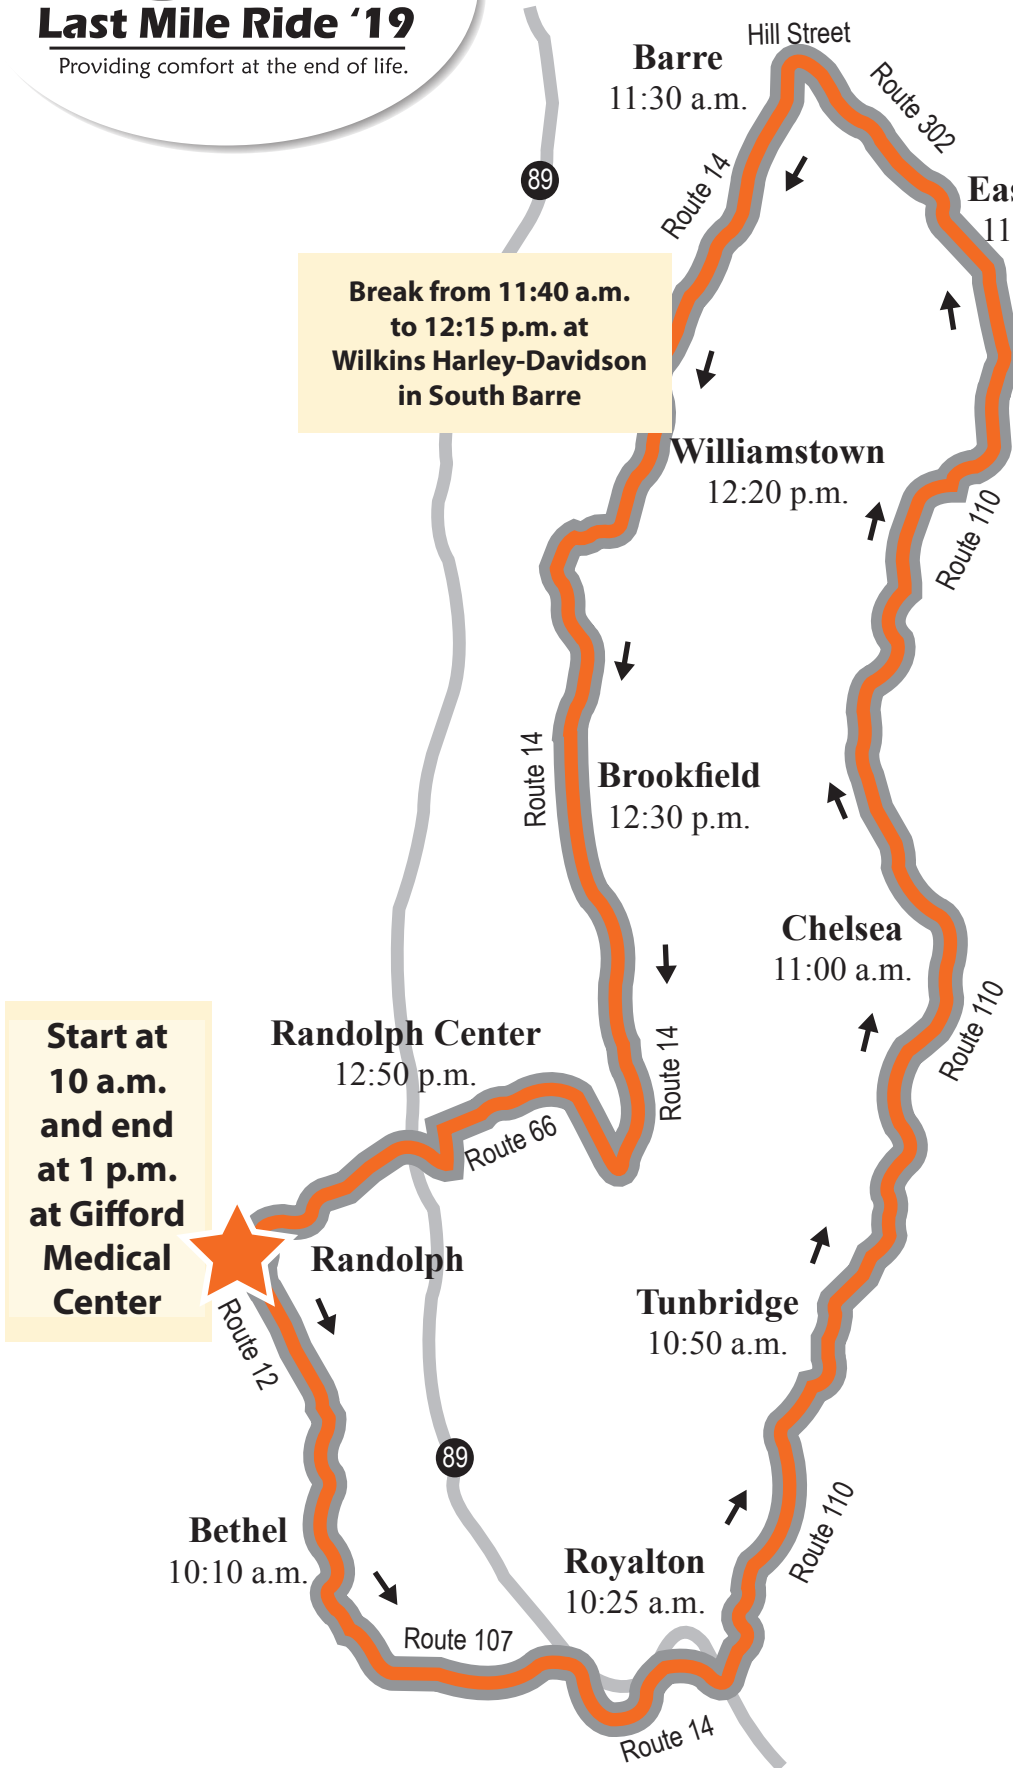 Last Mile Ride ‘19
Providing comfort at the end of life.
Hill Street
Barre
11:30 a.m.
Route 302
Route 14
89
Break from 11:40 a.m.
to 12:15 p.m. at
Wilkins Harley-Davidson
in South Barre
Williamstown
12:20 p.m.
Route 110
Route 14
Brookfield
12:30 p.m.
Chelsea
11:00 a.m.
Route 110
Randolph Center
12:50 p.m.
Route 14
Route 66
Start at
10 a.m.
and end
at 1 p.m.
at Gifford
Medical
Center
Randolph
Route 12
Tunbridge
10:50 a.m.
89
Bethel
10:10 a.m.
Route 110
Royalton
10:25 a.m.
Route 107
Route 14